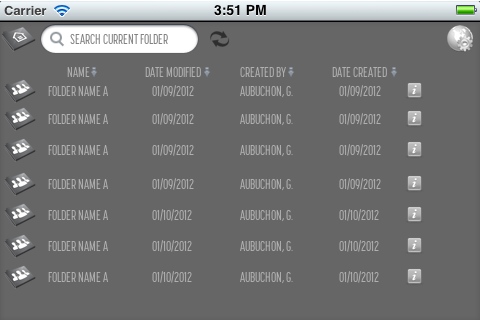 Carrier 3:51 PM
SEARCH CURRENT FOLDER
NAME DATE MODIFIED CREATED BY DATE CREATED
FOLDER NAME A 01/09/2012 AUBUCHON, G. 01/09/2012 i
FOLDER NAME A 01/09/2012 AUBUCHON, G. 01/09/2012 i
FOLDER NAME A 01/09/2012 AUBUCHON, G. 01/09/2012 i
FOLDER NAME A 01/09/2012 AUBUCHON, G. 01/09/2012 i
FOLDER NAME A 01/10/2012 AUBUCHON, G. 01/10/2012 i
FOLDER NAME A 01/10/2012 AUBUCHON, G. 01/10/2012 i
FOLDER NAME A 01/10/2012 AUBUCHON, G. 01/10/2012 i